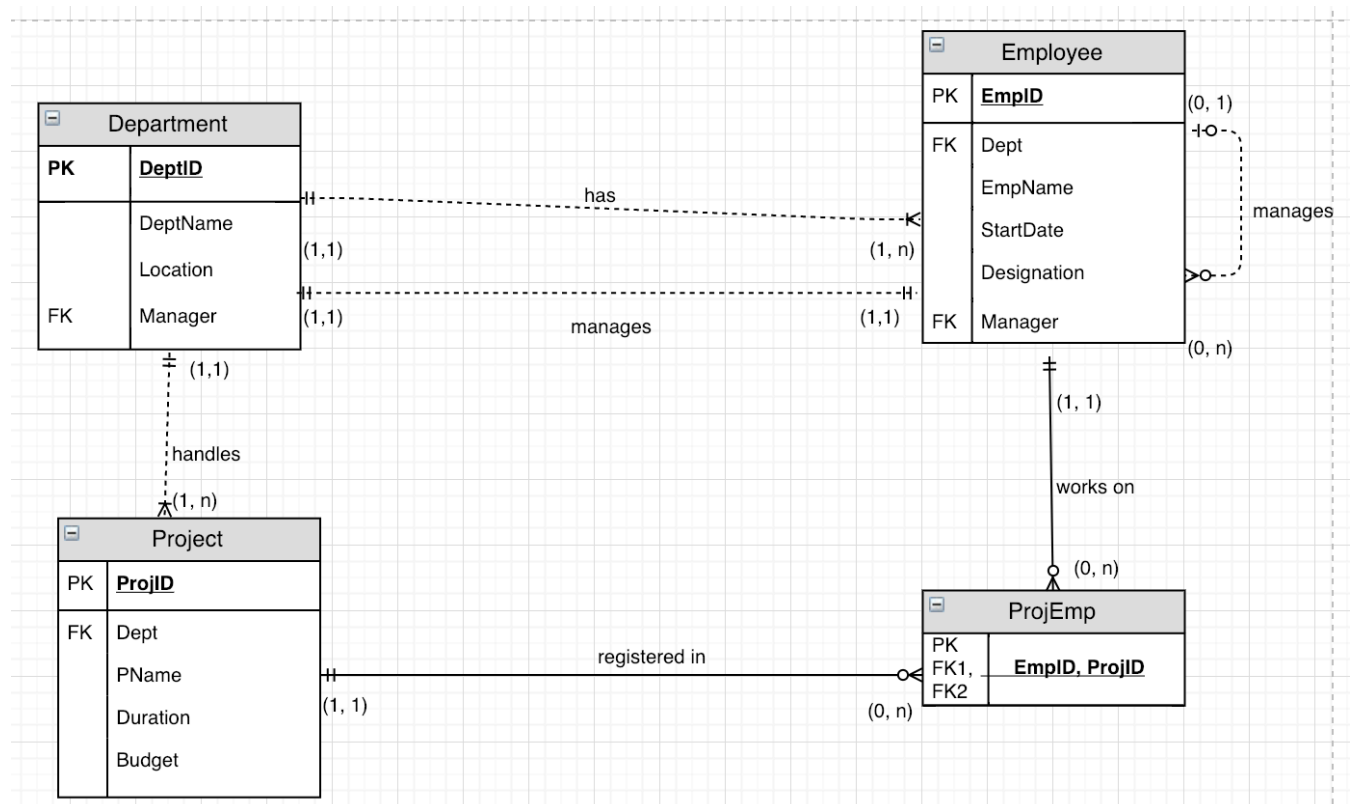 Department
PK DeptID
DeptName
Location
FK Manager
has
(1,1)
(1, n)
(1,1)
manages
(1,1)
Employee
PK EmpID
FK Dept
EmpName
StartDate
Designation
FK Manager
(0, 1)
manages
(0, n)
(1,1)
handles
(1, n)
(1, 1)
works on
(0, n)
Project
PK ProjID
FK Dept
PName
Duration
Budget
registered in
(1, 1)
(0, n)
ProjEmp
PK
FK1, EmpID, ProjID
FK2